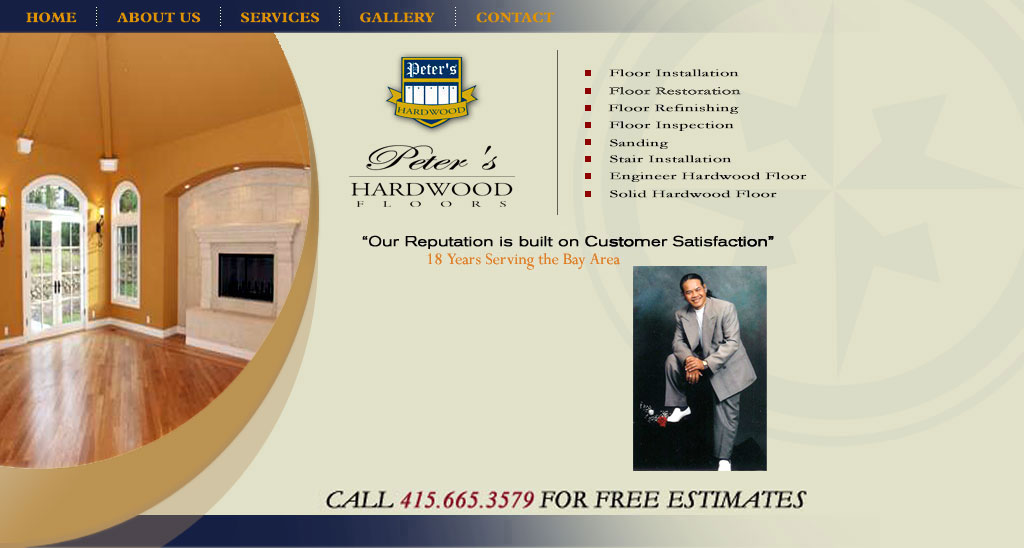 HOME ABOUT US SERVICES GALLERY CONTACT
Peter's
HARDWOOD
Peter's
HARDWOOD
FLOORS
Floor Installation
Floor Restoration
Floor Refinishing
Floor Inspection
Sanding
Stair Installation
Engineer Hardwood Floor
Solid Hardwood Floor
“Our Reputation is built on Customer Satisfaction”
18 Years Serving the Bay Area
CALL 415.665.3579 FOR FREE ESTIMATES